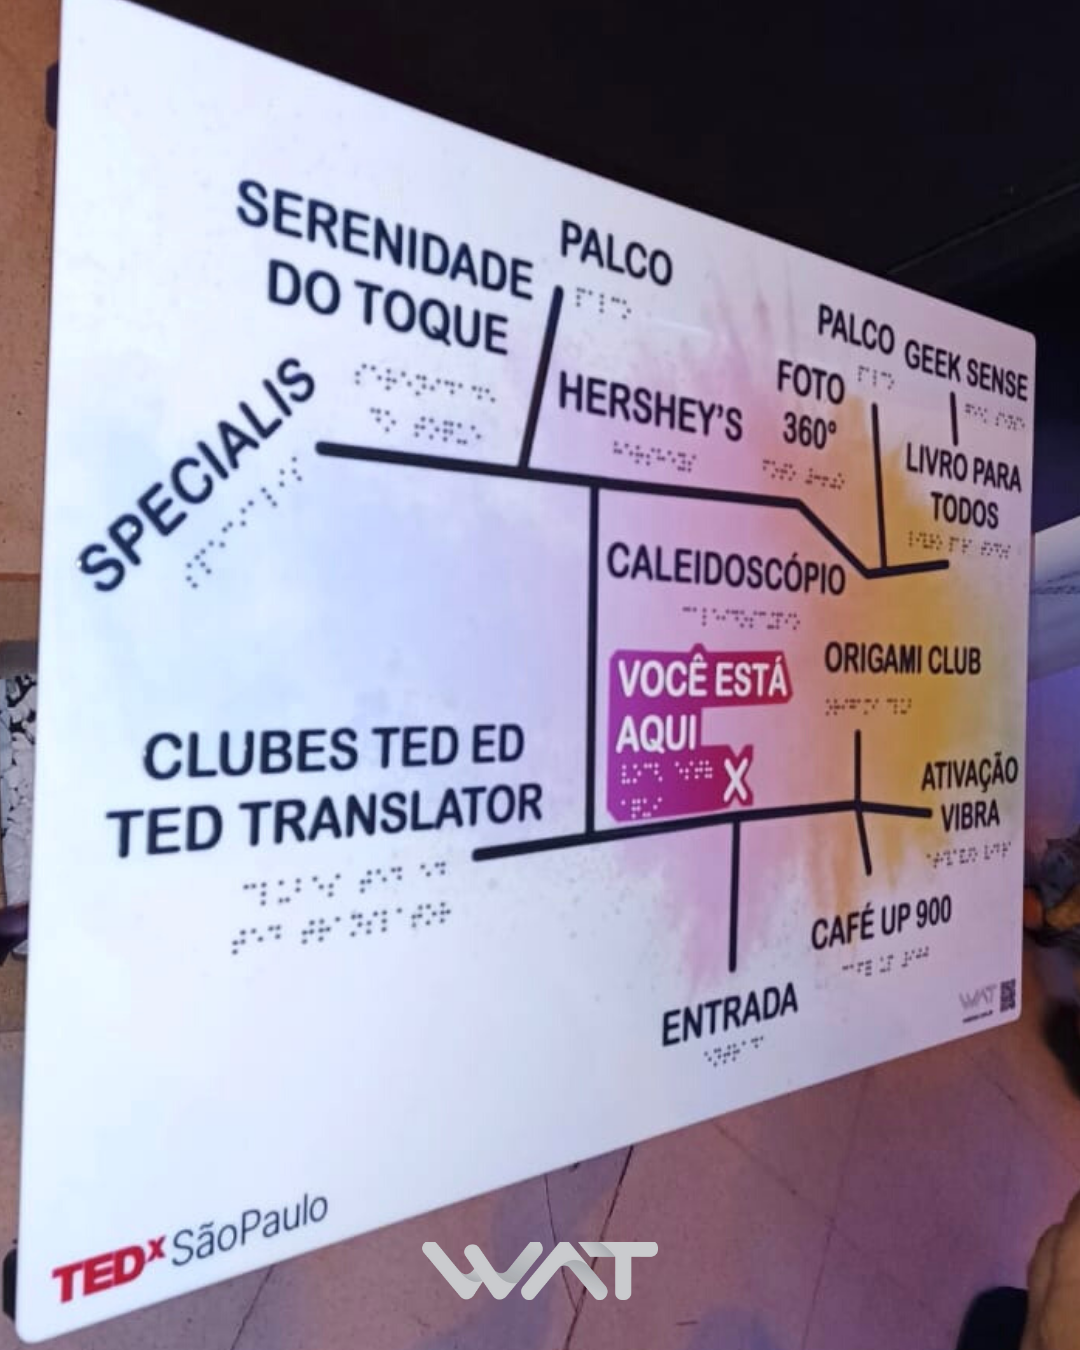 SERENIDADE
DO TOQUE
PALCO
SPECIALIS
HERSHEY'S
FOTO
360º
PALCO
GEEK SENSE
LIVRO PARA
TODOS
CALEIDOSCÓPIO
VOCÊ ESTÁ
AQUI
X
ORIGAMI CLUB
CLUBES TED ED
TED TRANSLATOR
ATIVAÇÃO
VIBRA
CAFÉ UP 900
ENTRADA
WAT
TEDx SãoPaulo
WAT